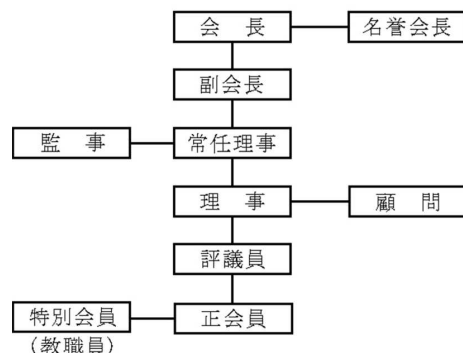 会　長
名誉会長
副会長
監　事
常任理事
理　事
顧　問
評議員
特別会員
(教職員)
正会員